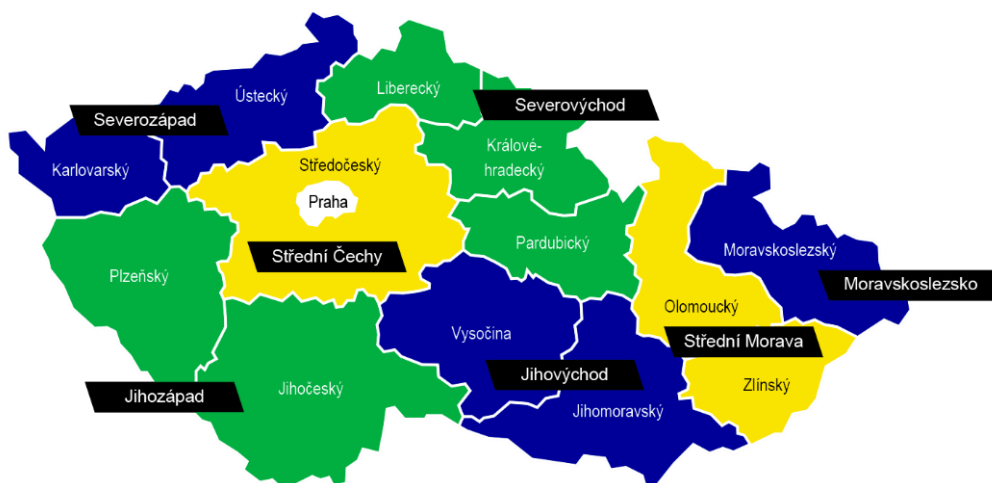 Ústecký
Liberecký
Severovýchod
Severozápad
Karlovarský
Středočeský
Králové-
hradecký
Praha
Pardubický
Střední Čechy
Plzeňský
Moravskoslezský
Moravskoslezsko
Olomoucký
Vysočina
Střední Morava
Jihovýchod
Zlínský
Jihozápad
Jihočeský
Jihomoravský